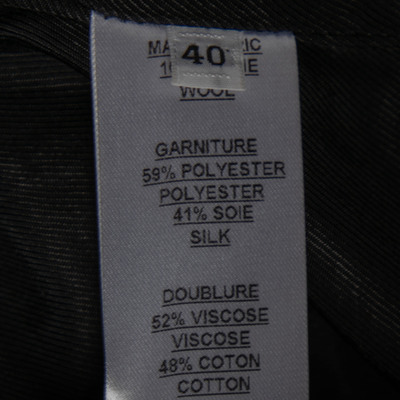 40
WOOL
GARNITURE
59% POLYESTER
POLYESTER
41% SOIE
SILK
DOUBLURE
52% VISCOSE
VISCOSE
48% COTON
COTTON